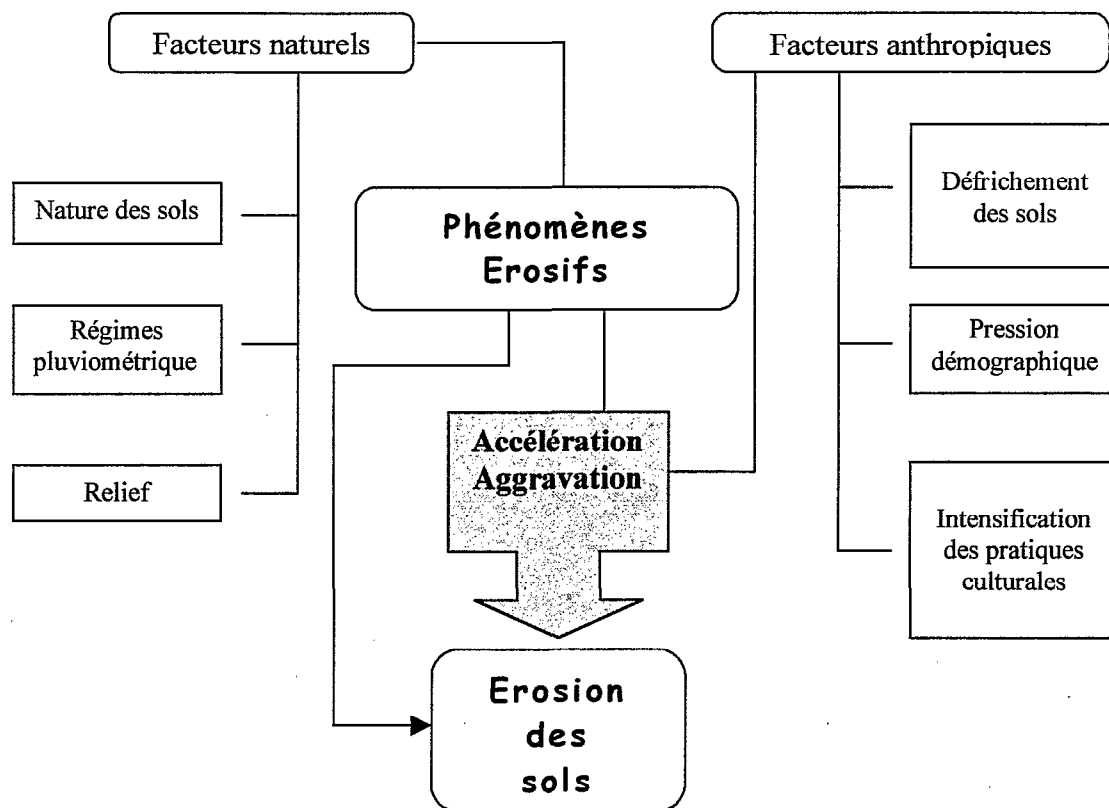 Facteurs naturels
Facteurs anthropiques
Nature des sols
Régimes
pluviométrique
Relief
Phénomènes
Erosifs
Accélération
Aggravation
Erosion
des
sols
Défrichement
des sols
Pression
démographique
Intensification
des pratiques
culturales